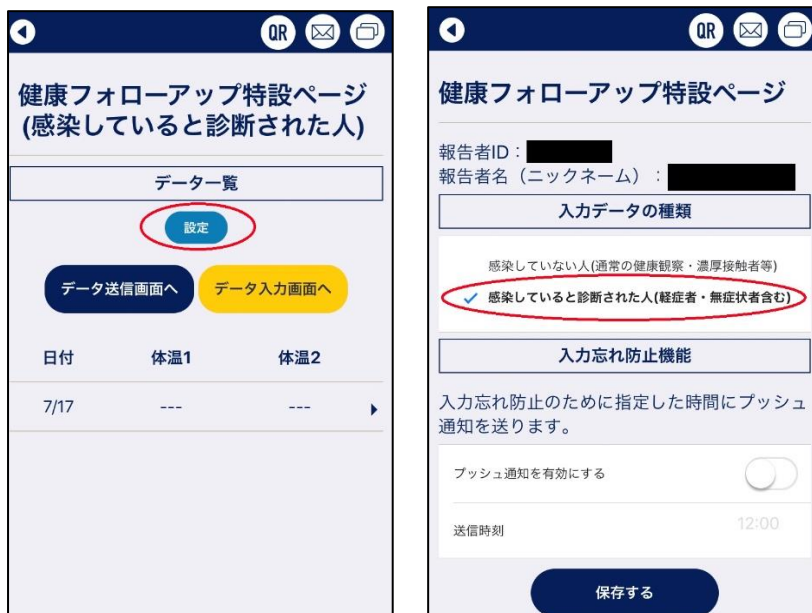 QR
健康フォローアップ特設ページ
(感染していると診断された人)
データ一覧
設定
データ送信画面へ
データ入力画面へ
日付 体温1 体温2
7/17 --- ---
QR
健康フォローアップ特設ページ
報告者ID：
報告者名（ニックネーム）：
入力データの種類
感染していない人(通常の健康観察・濃厚接触者等)
✓ 感染していると診断された人(軽症者・無症状者含む)
入力忘れ防止機能
入力忘れ防止のために指定した時間にプッシュ
通知を送ります。
プッシュ通知を有効にする
送信時刻 12:00
保存する